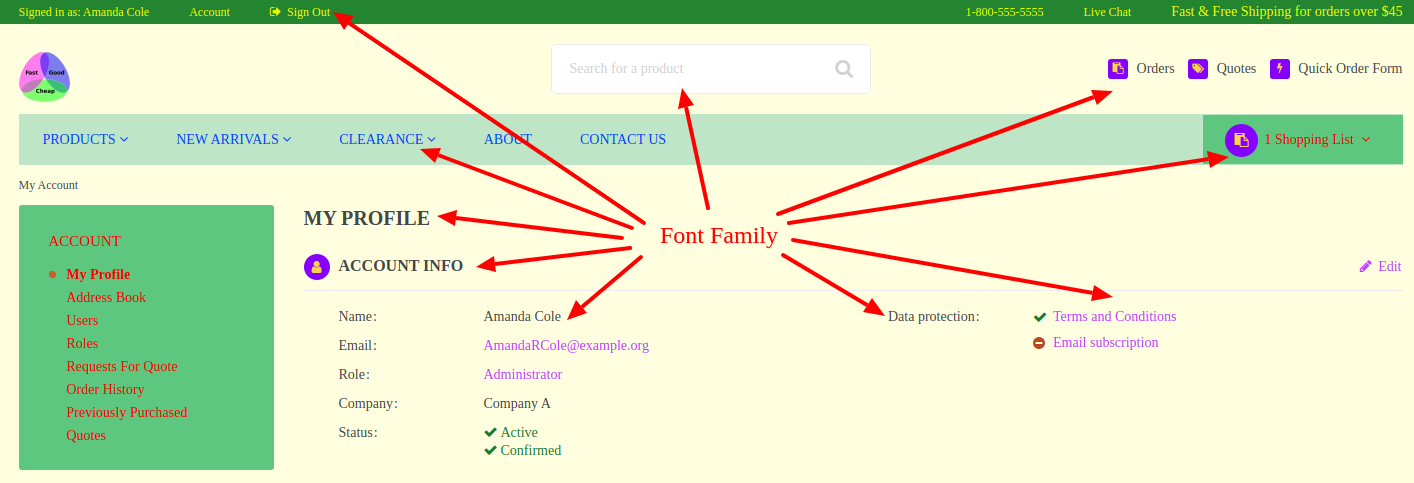 Signed in as: Amanda Cole Account Sign Out 1-800-555-5555 Live Chat Fast & Free Shipping for orders over $45
Fast Good
Cheap
Search for a product
Orders Quotes Quick Order Form
PRODUCTS NEW ARRIVALS CLEARANCE ABOUT CONTACT US 1 Shopping List
My Account
ACCOUNT
My Profile
Address Book
Users
Roles
Requests For Quote
Order History
Previously Purchased
Quotes
MY PROFILE
Font Family
ACCOUNT INFO Edit
Name: Amanda Cole
Email: AmandaRCole@example.org
Role: Administrator
Company: Company A
Status: Active
Confirmed
Data protection: Terms and Conditions
Email subscription